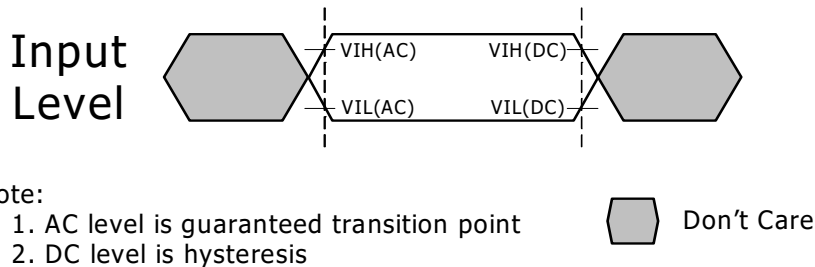 Input
Level
VIH(AC) VIH(DC)
VIL(AC) VIL(DC)
ote:
1. AC level is guaranteed transition point
2. DC level is hysteresis
Don't Care